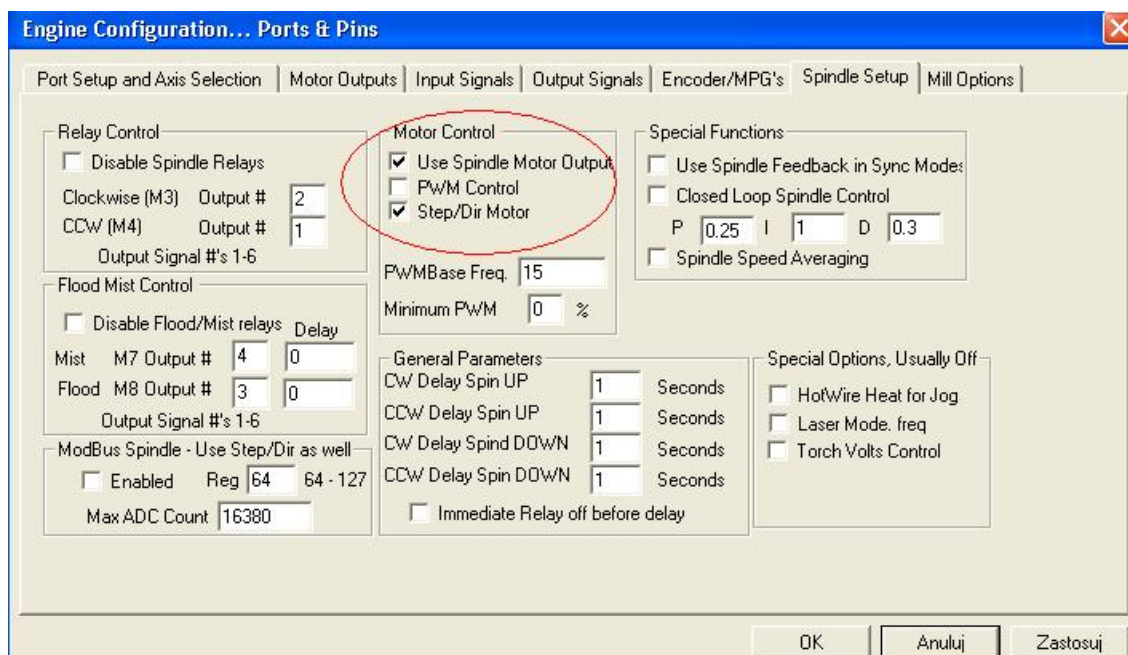 Engine Configuration... Ports & Pins
Port Setup and Axis Selection
Motor Outputs
Input Signals
Output Signals
Encoder/MPG's
Spindle Setup
Mill Options
Relay Control
Disable Spindle Relays
Clockwise (M3) Output # 2
CCW (M4) Output # 1
Output Signal #'s 1-6
Flood Mist Control
Disable Flood/Mist relays Delay
Mist M7 Output # 4 0
Flood M8 Output # 3 0
Output Signal #'s 1-6
ModBus Spindle - Use Step/Dir as well
Enabled Reg 64 64 - 127
Max ADC Count 16380
Motor Control
Use Spindle Motor Output
PWM Control
Step/Dir Motor
PWMBase Freq. 15
Minimum PWM 0 %
General Parameters
CW Delay Spin UP 1 Seconds
CCW Delay Spin UP 1 Seconds
CW Delay Spind DOWN 1 Seconds
CCW Delay Spin DOWN 1 Seconds
Immediate Relay off before delay
Special Functions
Use Spindle Feedback in Sync Modes
Closed Loop Spindle Control
P 0.25 I 1 D 0.3
Spindle Speed Averaging
Special Options, Usually Off
HotWire Heat for Jog
Laser Mode. freq
Torch Volts Control
OK
Anuluj
Zastosuj